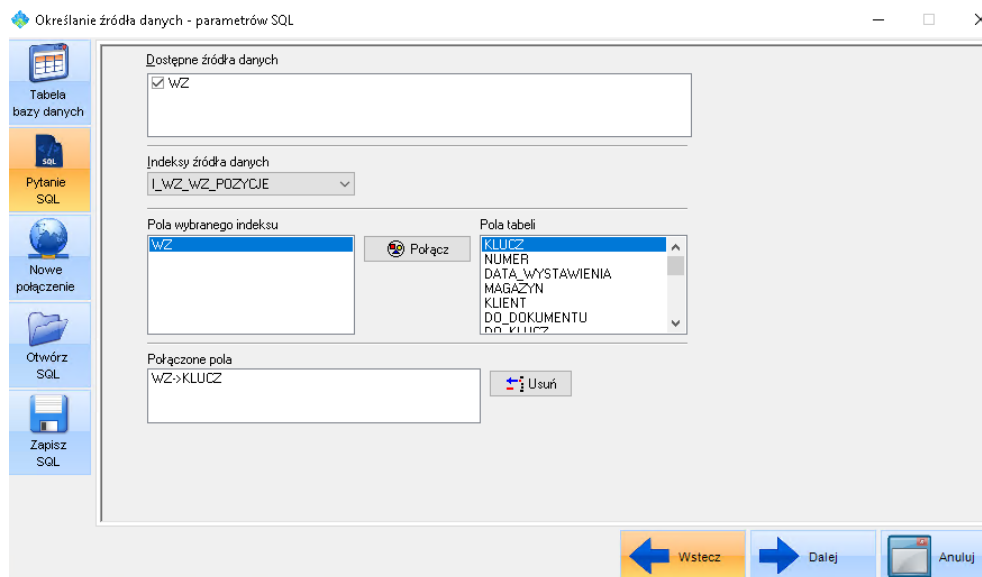 Określanie źródła danych - parametrów SQL
Tabela
bazy danych
SQL
Pytanie
SQL
Nowe
połączenie
Otwórz
SQL
Zapisz
SQL
Dostępne źródła danych
WZ
Indeksy źródła danych
I_WZ_WZ_POZYCJE
Pola wybranego indeksu
WZ
Połącz
Pola tabeli
KLUCZ
NUMER
DATA_WYSTAWIENIA
MAGAZYN
KLIENT
DO_DOKUMENTU
DO_KLUCZ
Połączone pola
WZ->KLUCZ
Usuń
Wstecz
Dalej
Anuluj